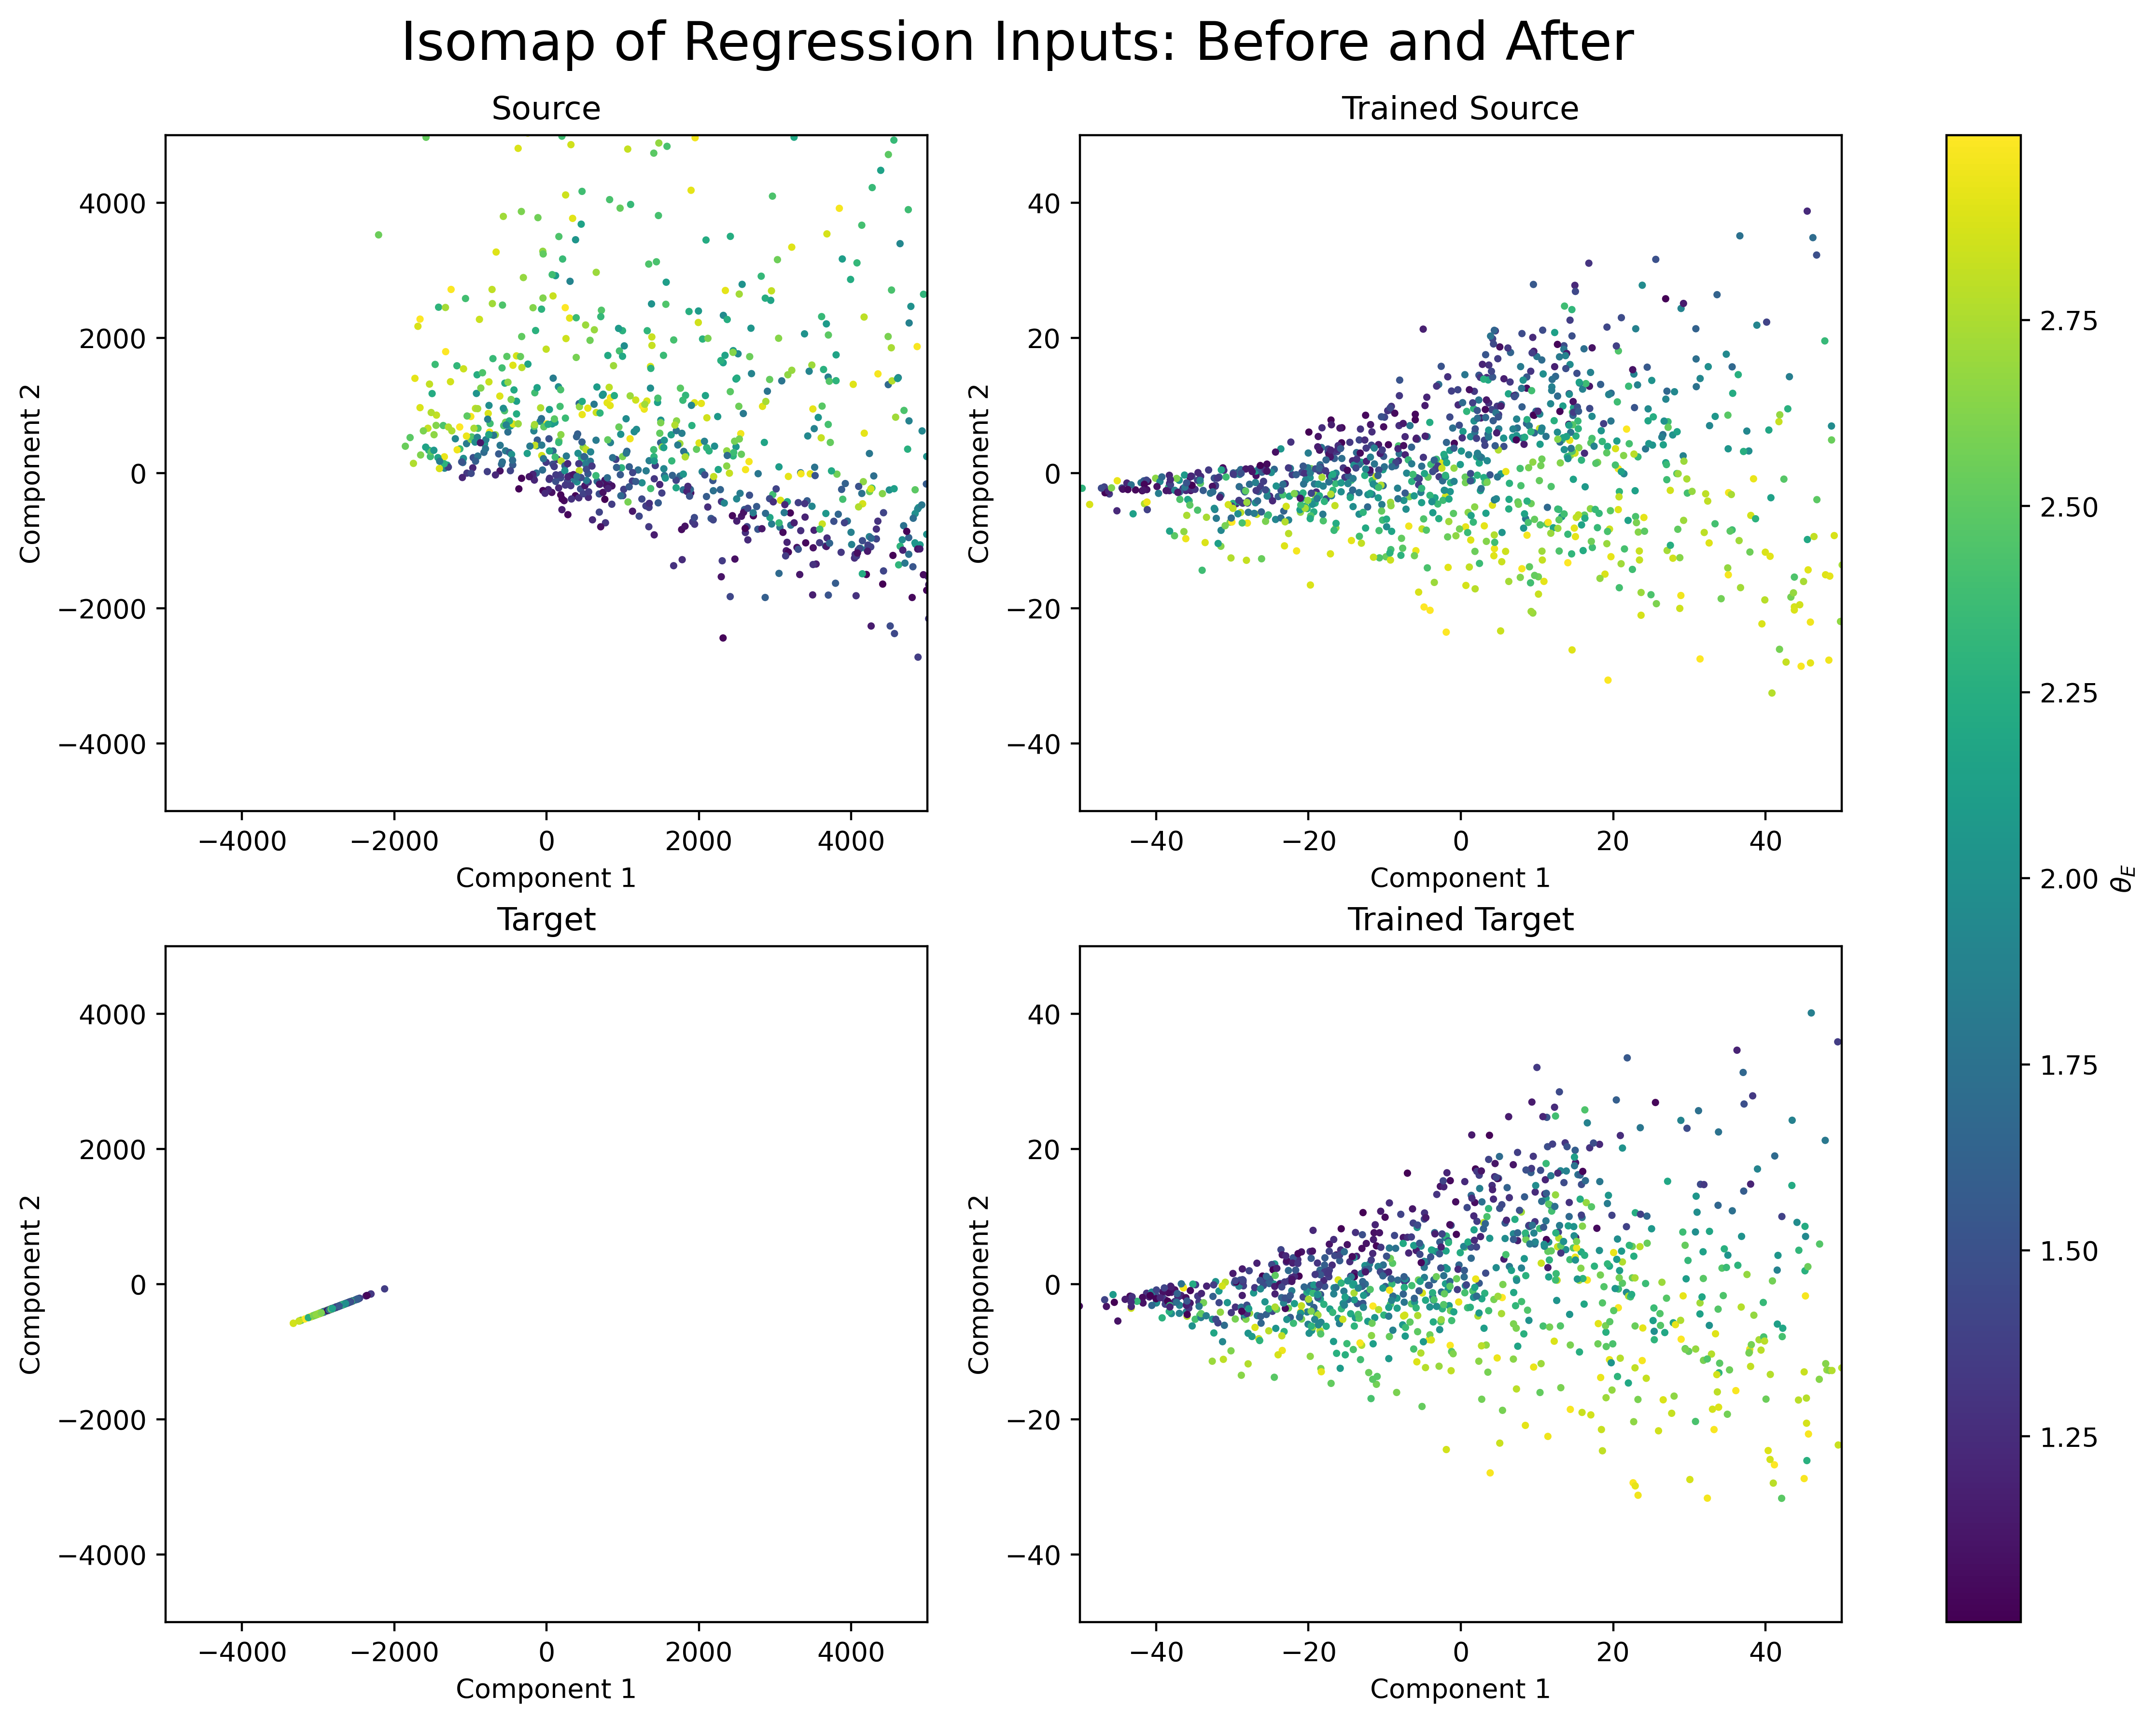 Isomap of Regression Inputs: Before and After
Source
4000
2000
0
−2000
−4000
Component 2
−4000 −2000 0 2000 4000
Component 1
Trained Source
40
20
0
−20
−40
Component 2
−40 −20 0 20 40
Component 1
Target
4000
2000
0
−2000
−4000
Component 2
−4000 −2000 0 2000 4000
Component 1
Trained Target
40
20
0
−20
−40
Component 2
−40 −20 0 20 40
Component 1
2.75
2.50
2.25
2.00
1.75
1.50
1.25
θ_E